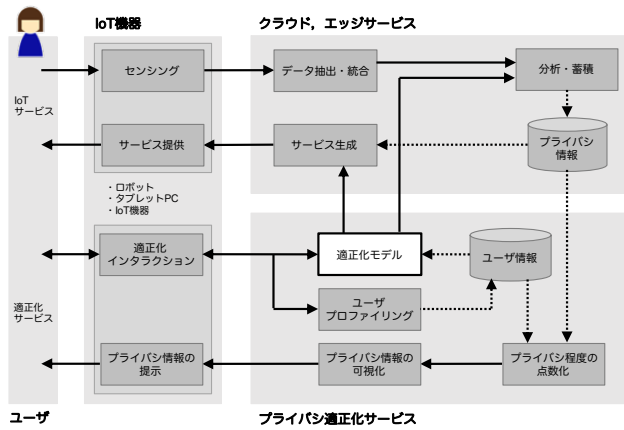 IoT機器
クラウド，エッジサービス
センシング
データ抽出・統合
分析・蓄積
IoT
サービス
サービス提供
サービス生成
プライバシ
情報
・ロボット
・タブレットPC
・IoT機器
適正化
インタラクション
適正化モデル
ユーザ情報
ユーザ
プロファイリング
適正化
サービス
プライバシ情報の
提示
プライバシ情報の
可視化
プライバシ程度の
点数化
ユーザ
プライバシ適正化サービス